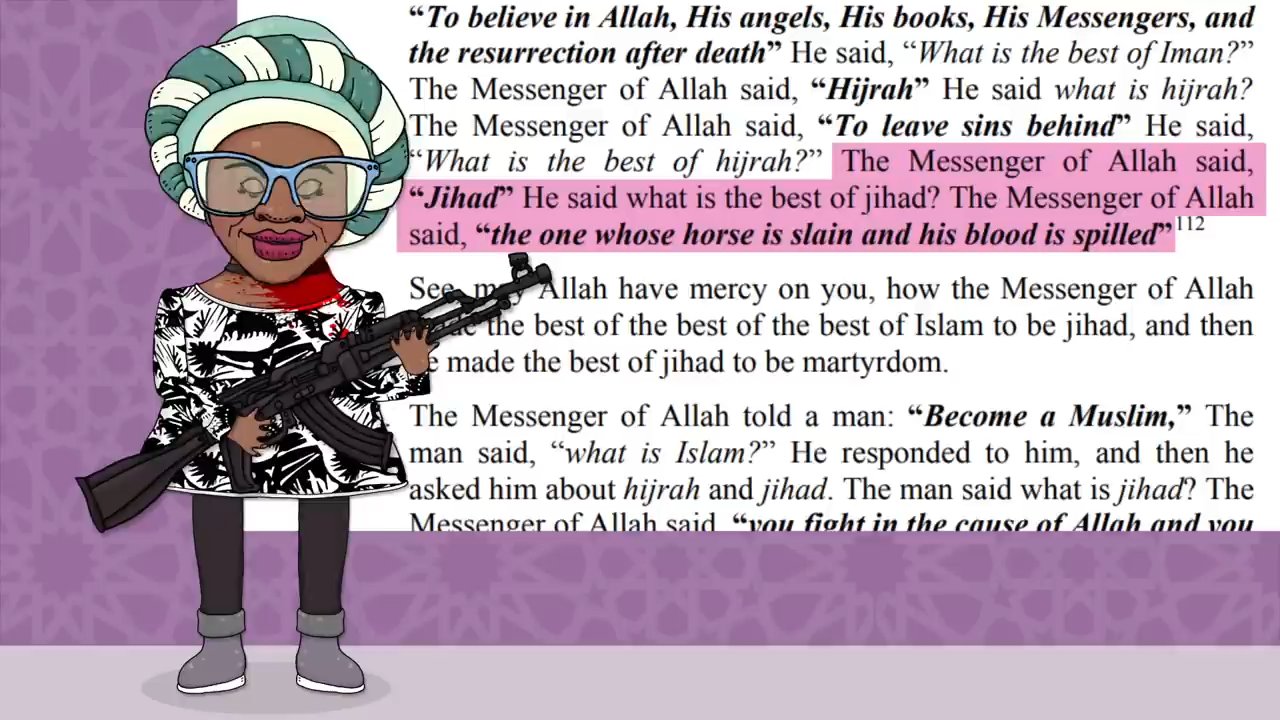 “To believe in Allah, His angels, His books, His Messengers, and
the resurrection after death” He said, “What is the best of Iman?”
The Messenger of Allah said, “Hijrah” He said what is hijrah?
The Messenger of Allah said, “To leave sins behind” He said,
“What is the best of hijrah?” The Messenger of Allah said,
“Jihad” He said what is the best of jihad? The Messenger of Allah
said, “the one whose horse is slain and his blood is spilled”112
See, may Allah have mercy on you, how the Messenger of Allah
the best of the best of the best of Islam to be jihad, and then
made the best of jihad to be martyrdom.
The Messenger of Allah told a man: “Become a Muslim,” The
man said, “what is Islam?” He responded to him, and then he
asked him about hijrah and jihad. The man said what is jihad? The
Messenger of Allah said, “you fight in the cause of Allah and you